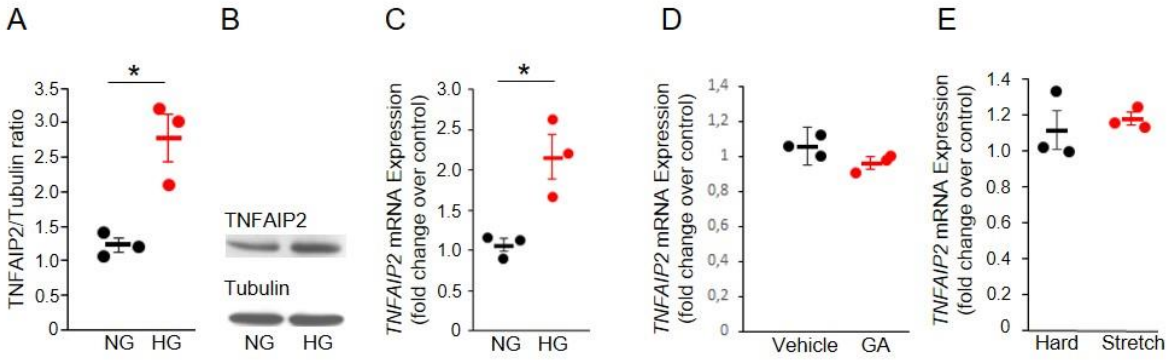 A
B
C
D
E
TNFAIP2/Tubulin ratio
3.5
3.0
2.5
2.0
1.5
1.0
0.5
0
*
NG HG
TNFAIP2
Tubulin
NG HG
TNFAIP2 mRNA Expression
(fold change over control)
3.0
2.5
2.0
1.5
1.0
0.5
0
*
NG HG
TNFAIP2 mRNA Expression
(fold change over control)
1,4
1,2
1
0,8
0,6
0,4
0,2
0
Vehicle GA
TNFAIP2 mRNA Expression
(fold change over control)
1.4
1.2
1.0
0.8
0.6
0.4
0.2
0
Hard Stretch